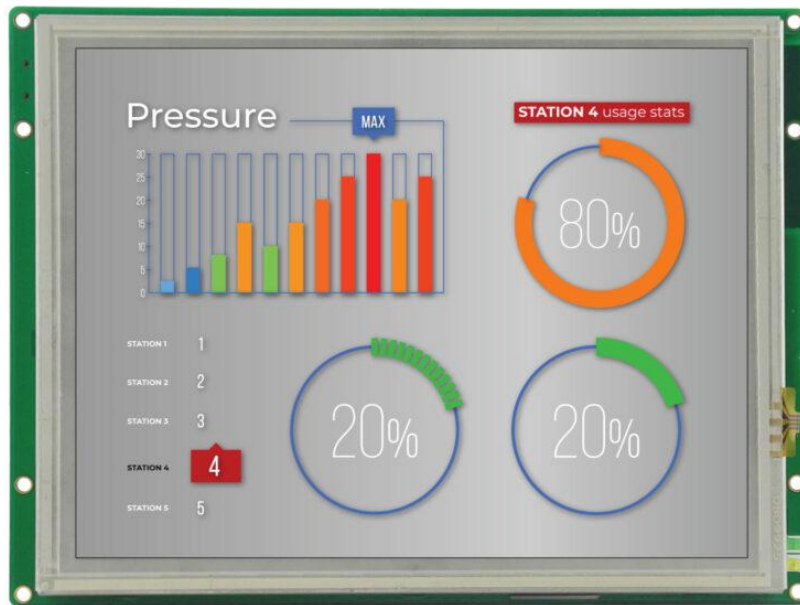 Pressure
MAX
30
25
20
15
10
5
0
STATION 4 usage stats
80%
STATION 1 1
STATION 2 2
STATION 3 3
STATION 4 4
STATION 5 5
20%
20%